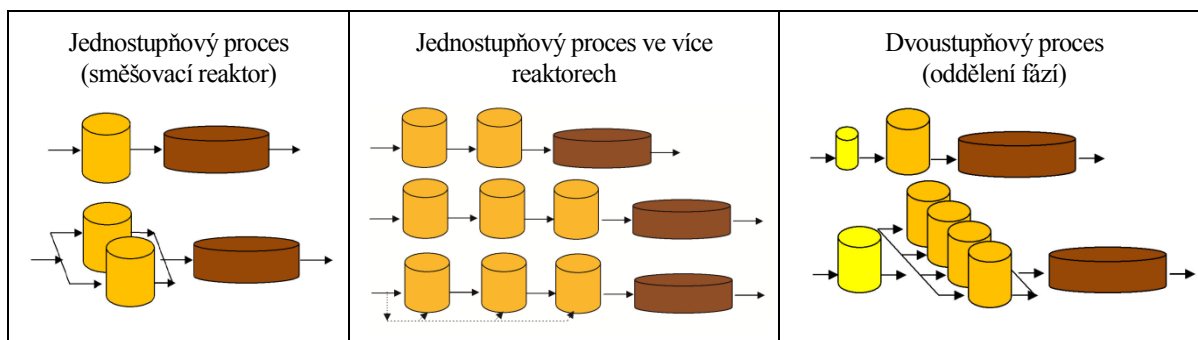 Jednostupňový proces
(směšovací reaktor)
Jednostupňový proces ve více
reaktorech
Dvoustupňový proces
(oddělení fází)